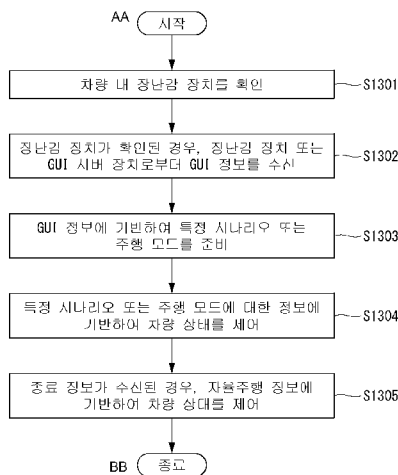 AA 시작
차량 내 장난감 장치를 확인 S1301
장난감 장치가 확인된 경우, 장난감 장치 또는
GUI 서버 장치로부터 GUI 정보를 수신 S1302
GUI 정보에 기반하여 특정 시나리오 또는
주행 모드를 준비 S1303
특정 시나리오 또는 주행 모드에 대한 정보에
기반하여 차량 상태를 제어 S1304
종료 정보가 수신된 경우, 자율주행 정보에
기반하여 차량 상태를 제어 S1305
BB 종료